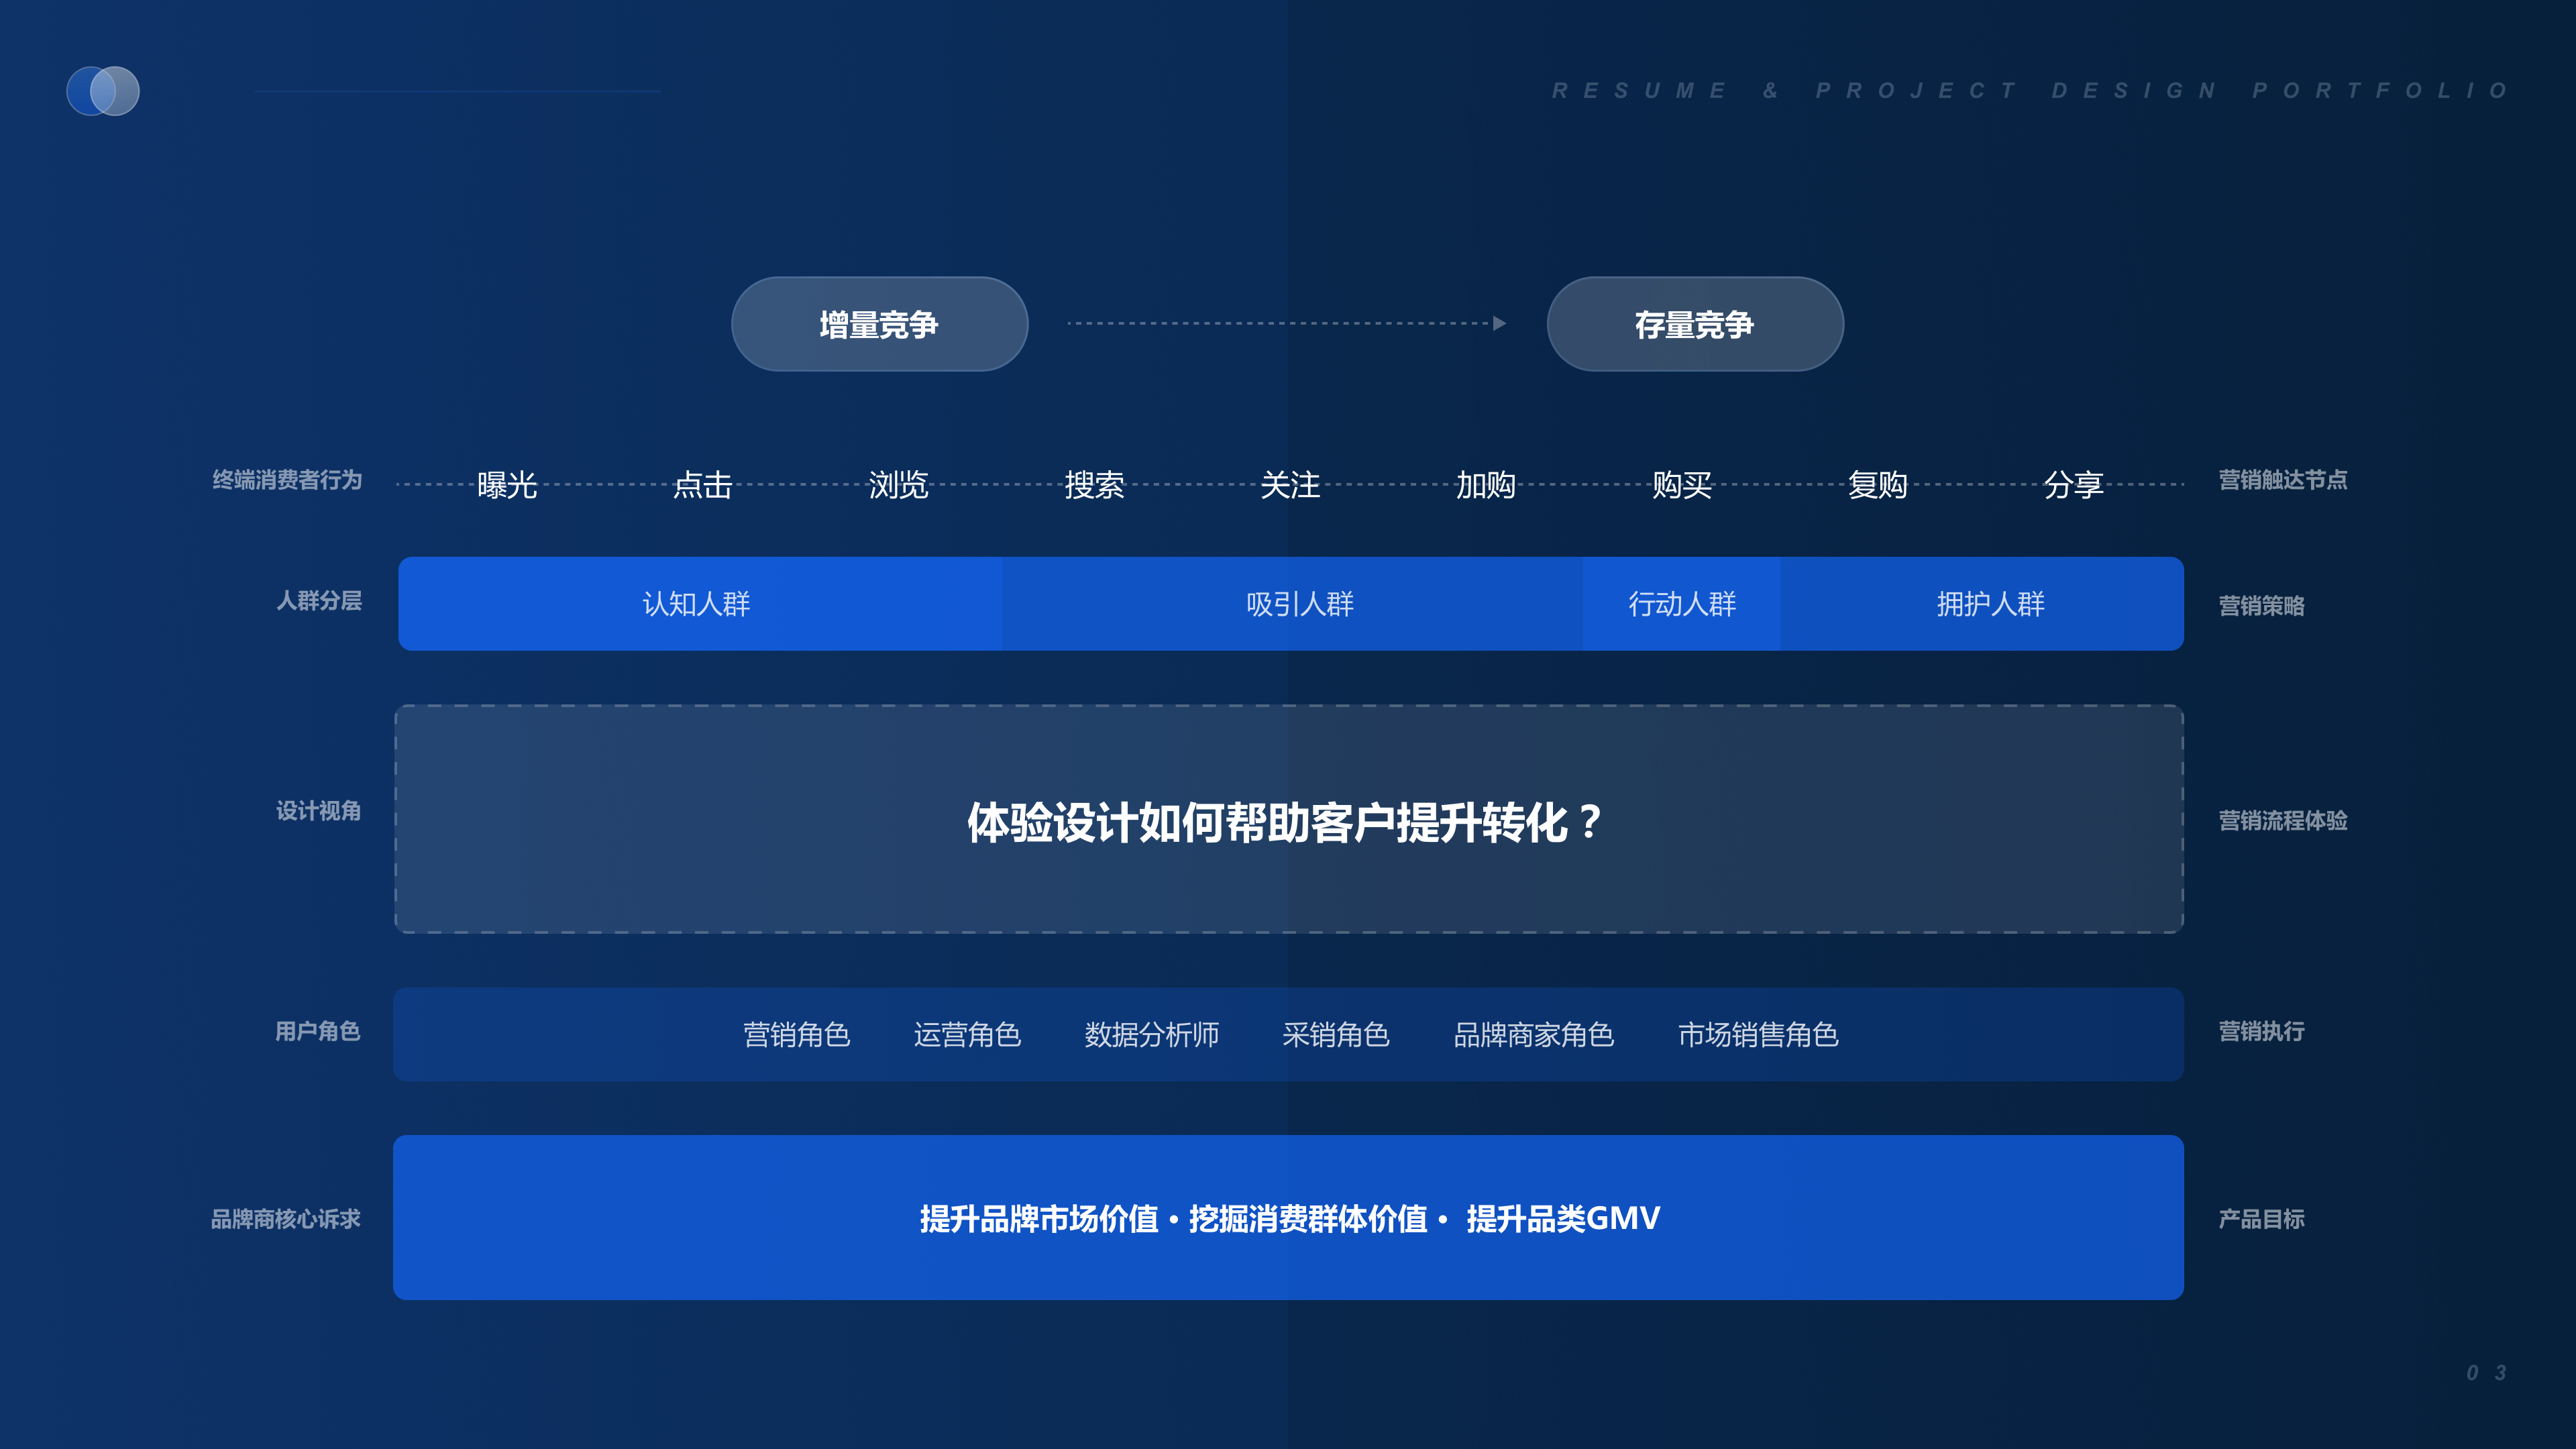 RESUME & PROJECT DESIGN PORTFOLIO
增量竞争 存量竞争
终端消费者行为 曝光 点击 浏览 搜索 关注 加购 购买 复购 分享 营销触达节点
人群分层 认知人群 吸引人群 行动人群 拥护人群 营销策略
设计视角 体验设计如何帮助客户提升转化？ 营销流程体验
用户角色 营销角色 运营角色 数据分析师 采销角色 品牌商家角色 市场销售角色 营销执行
品牌商核心诉求 提升品牌市场价值 • 挖掘消费群体价值 • 提升品类GMV 产品目标
03